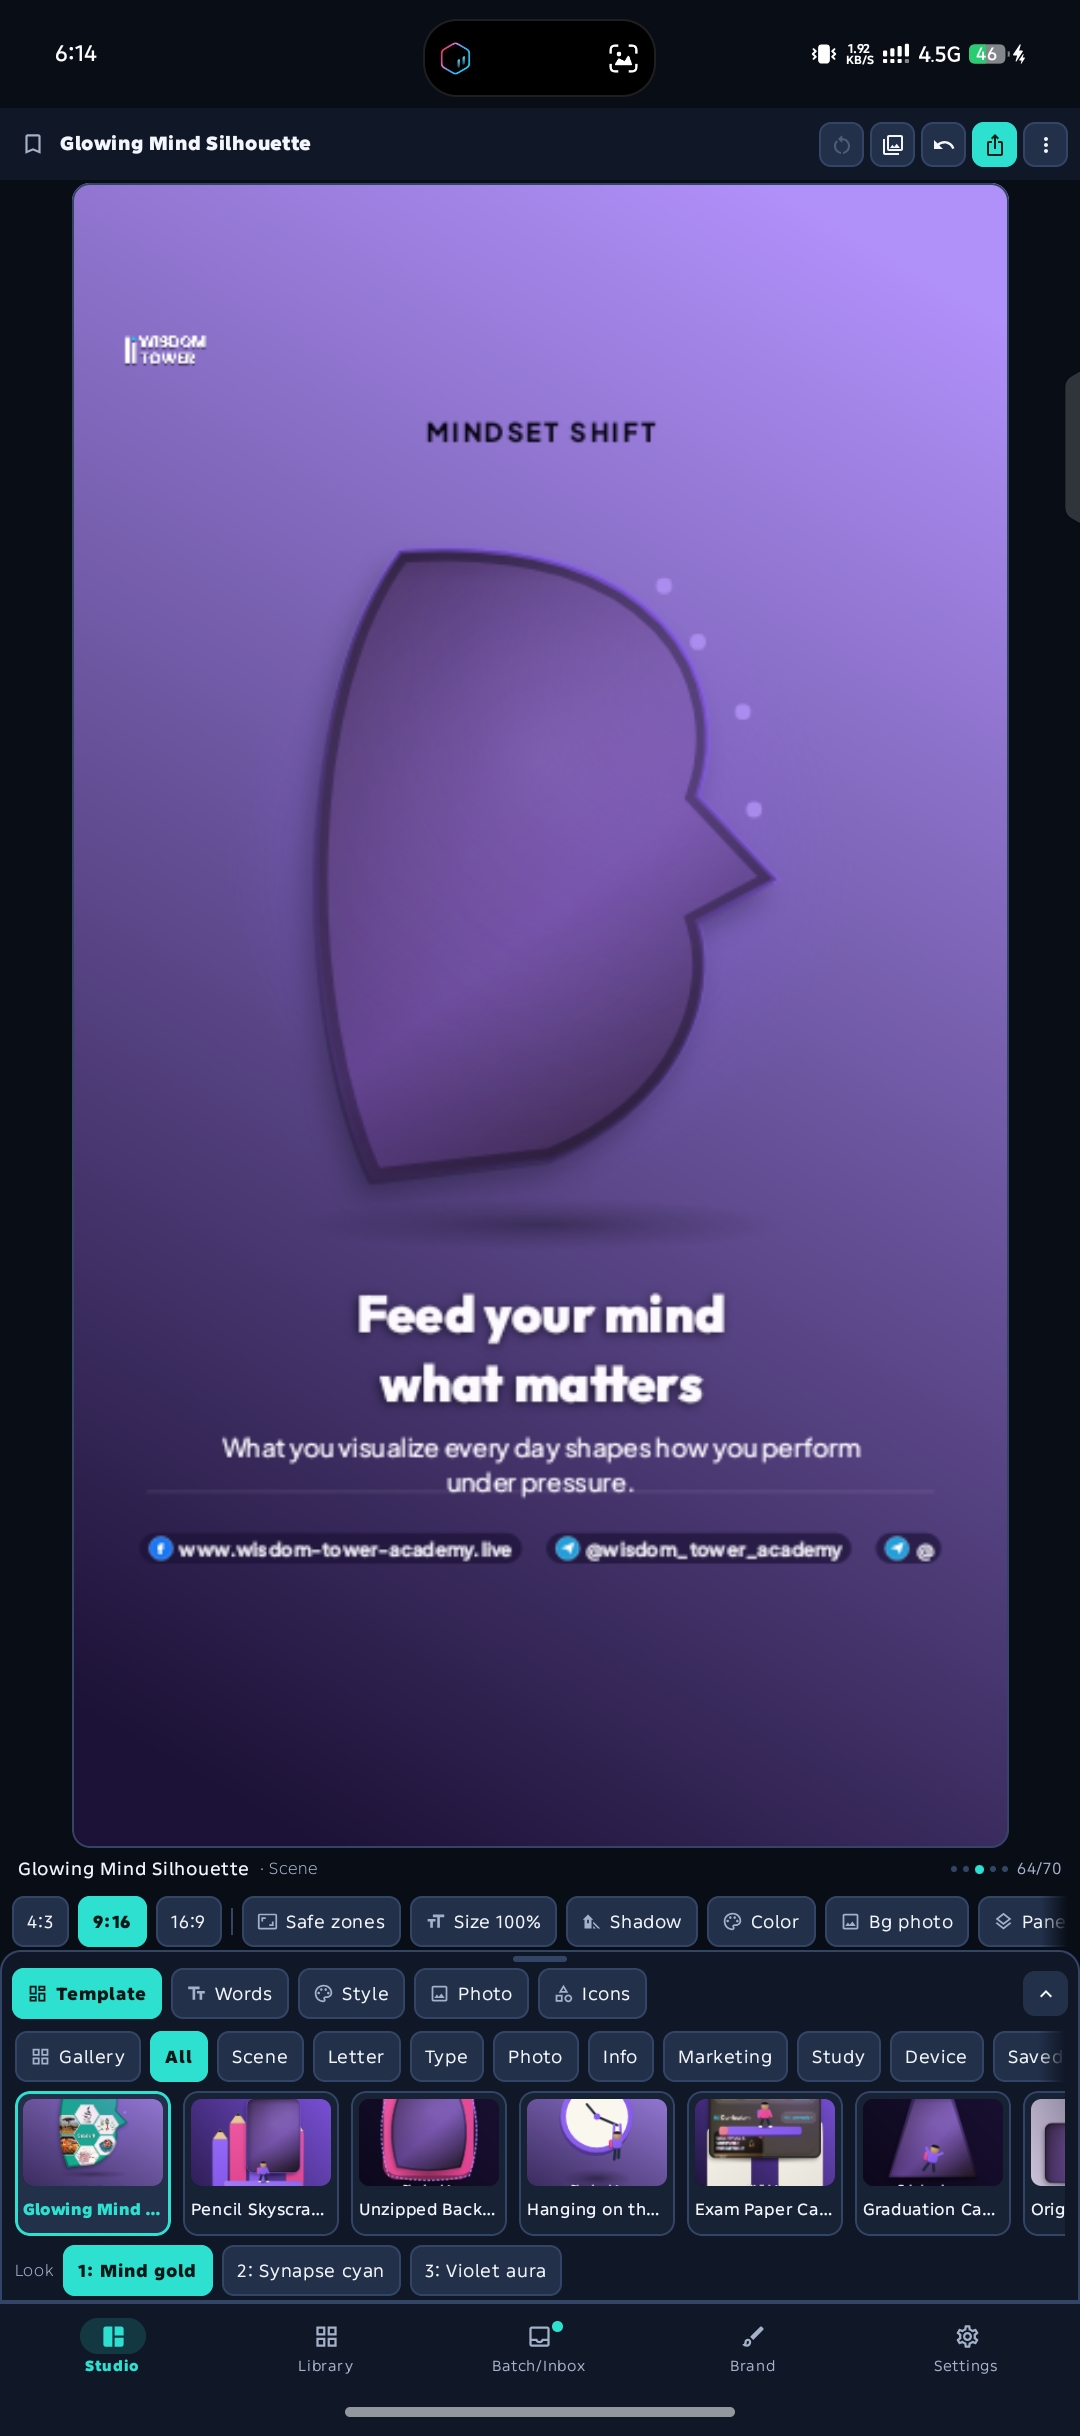 6:14
1.92
KB/S
4.5G
46
Glowing Mind Silhouette
WISDOM
TOWER
MINDSET SHIFT
Feed your mind
what matters
What you visualize every day shapes how you perform
under pressure.
www.wisdom-tower-academy.live @wisdom_tower_academy @
Glowing Mind Silhouette · Scene 64/70
4:3 9:16 16:9 Safe zones Size 100% Shadow Color Bg photo Pane
Template Words Style Photo Icons
Gallery All Scene Letter Type Photo Info Marketing Study Device Saved
Glowing Mind ... Pencil Skyscra... Unzipped Back... Hanging on th... Exam Paper Ca... Graduation Ca... Orig
Look 1: Mind gold 2: Synapse cyan 3: Violet aura
Studio Library Batch/Inbox Brand Settings